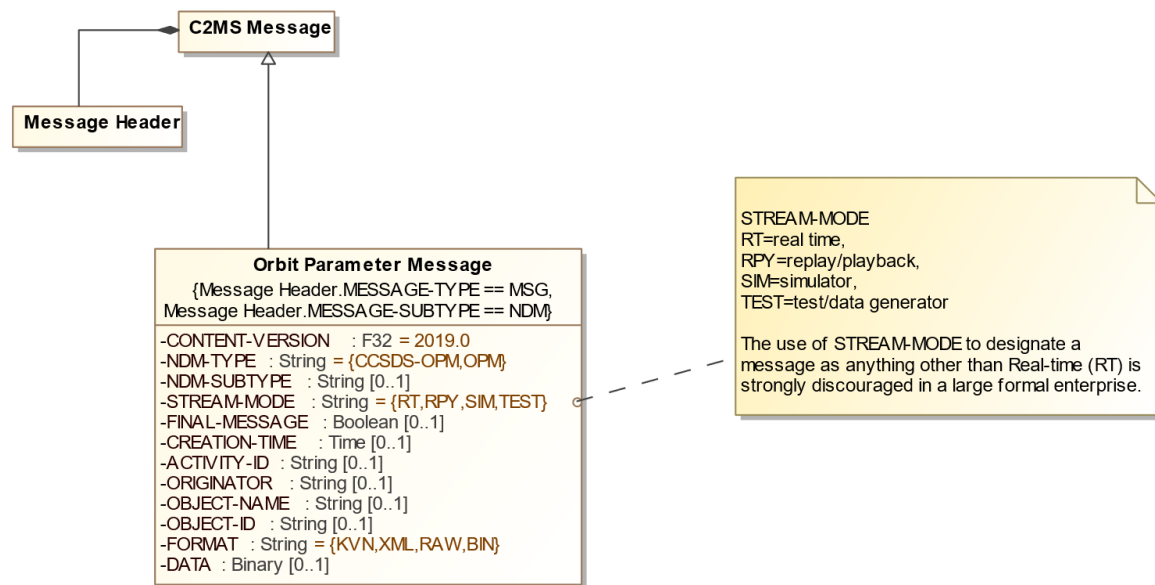 C2MS Message
Message Header
Orbit Parameter Message
{Message Header.MESSAGE-TYPE == MSG,
Message Header.MESSAGE-SUBTYPE == NDM}
-CONTENT-VERSION : F32 = 2019.0
-NDM-TYPE : String = {CCSDS-OPM,OPM}
-NDM-SUBTYPE : String [0..1]
-STREAM-MODE : String = {RT,RPY,SIM,TEST}
-FINAL-MESSAGE : Boolean [0..1]
-CREATION-TIME : Time [0..1]
-ACTIVITY-ID : String [0..1]
-ORIGINATOR : String [0..1]
-OBJECT-NAME : String [0..1]
-OBJECT-ID : String [0..1]
-FORMAT : String = {KVN,XML,RAW,BIN}
-DATA : Binary [0..1]
STREAM-MODE
RT=real time,
RPY=replay/playback,
SIM=simulator,
TEST=test/data generator
The use of STREAM-MODE to designate a
message as anything other than Real-time (RT) is
strongly discouraged in a large formal enterprise.